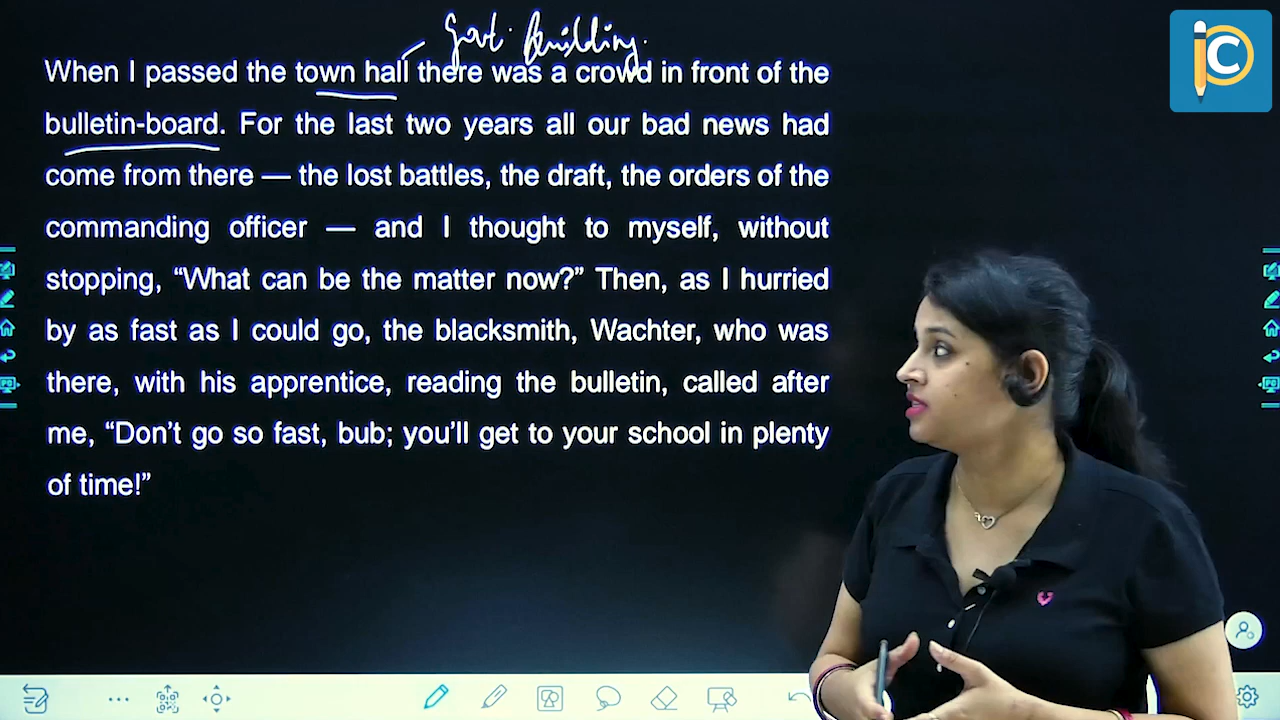 Govt. Building.
When I passed the town hall there was a crowd in front of the
bulletin-board. For the last two years all our bad news had
come from there — the lost battles, the draft, the orders of the
commanding officer — and I thought to myself, without
stopping, “What can be the matter now?” Then, as I hurried
by as fast as I could go, the blacksmith, Wachter, who was
there, with his apprentice, reading the bulletin, called after
me, “Don’t go so fast, bub; you’ll get to your school in plenty
of time!”